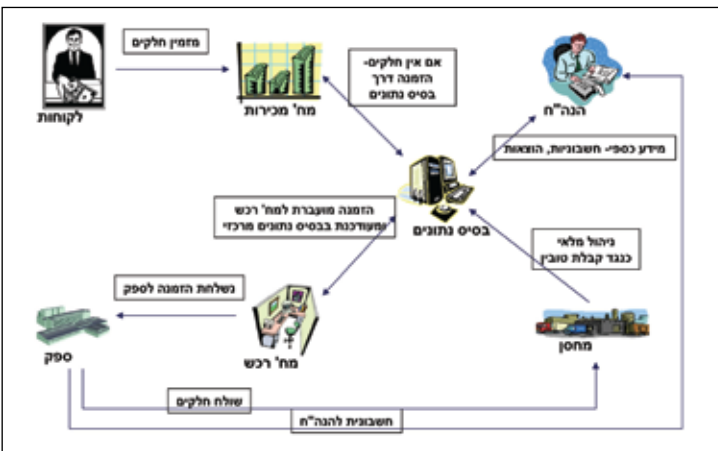 מזמין חלקים
לקוחות
מח' מכירות
אם אין חלקים-
הזמנה דרך
בסיס נתונים
הנה"ח
מידע כספי- חשבוניות, הוצאות
בסיס נתונים
הזמנה מועברת למח' רכש
ומעודכנת בבסיס נתונים מרכזי
ניהול מלאי
כנגד קבלת טובין
נשלחת הזמנה לספק
ספק
מח' רכש
מחסן
שולח חלקים
חשבונית להנה"ח